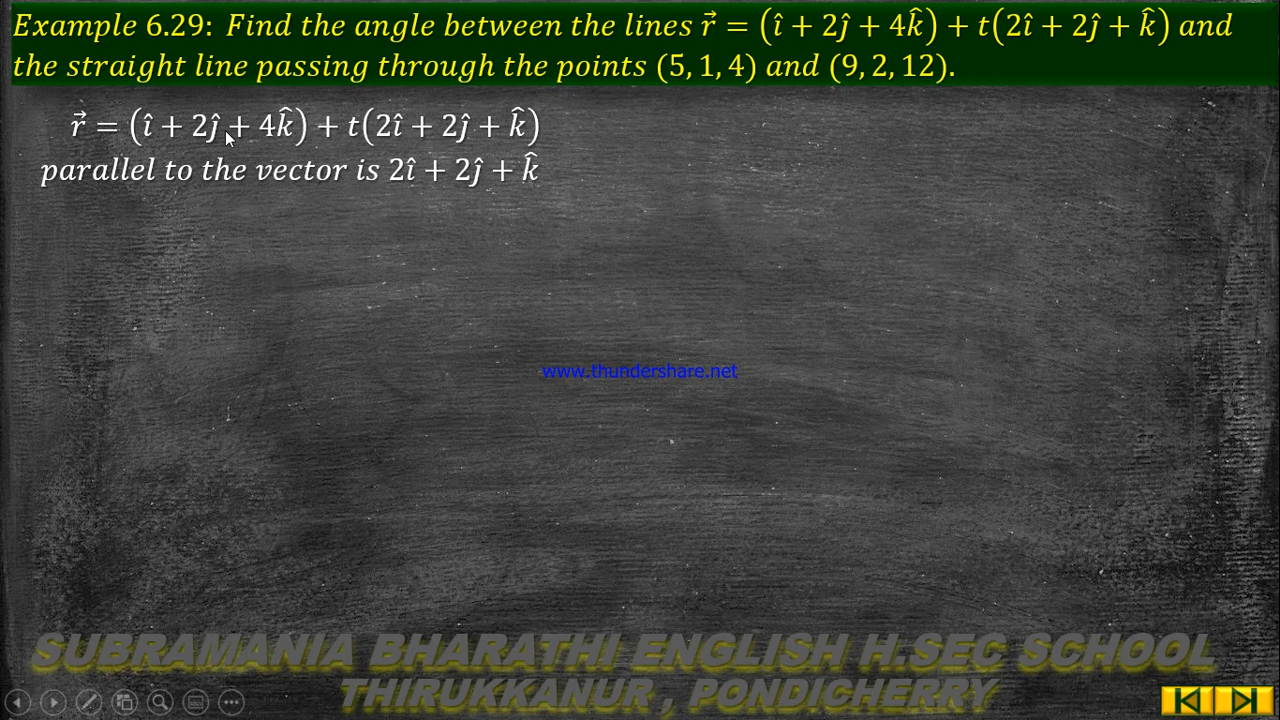 Example 6.29: Find the angle between the lines r⃗ = (î + 2ĵ + 4k̂) + t(2î + 2ĵ + k̂) and
the straight line passing through the points (5, 1, 4) and (9, 2, 12).
r⃗ = (î + 2ĵ + 4k̂) + t(2î + 2ĵ + k̂)
parallel to the vector is 2î + 2ĵ + k̂
www.thundershare.net
SUBRAMANIA BHARATHI ENGLISH H.SEC SCHOOL
THIRUKKANUR , PONDICHERRY